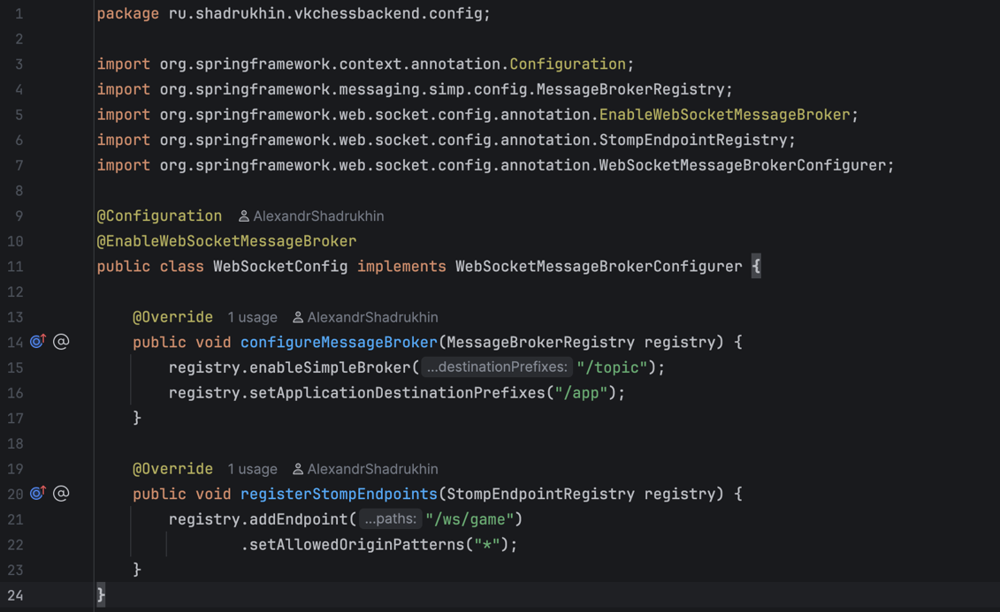 1 package ru.shadrukhin.vkchessbackend.config;
2
3 import org.springframework.context.annotation.Configuration;
4 import org.springframework.messaging.simp.config.MessageBrokerRegistry;
5 import org.springframework.web.socket.config.annotation.EnableWebSocketMessageBroker;
6 import org.springframework.web.socket.config.annotation.StompEndpointRegistry;
7 import org.springframework.web.socket.config.annotation.WebSocketMessageBrokerConfigurer;
8
9 @Configuration AlexandrShadrukhin
10 @EnableWebSocketMessageBroker
11 public class WebSocketConfig implements WebSocketMessageBrokerConfigurer {
12
13 @Override 1 usage AlexandrShadrukhin
14 @ public void configureMessageBroker(MessageBrokerRegistry registry) {
15 registry.enableSimpleBroker( ...destinationPrefixes: "/topic");
16 registry.setApplicationDestinationPrefixes("/app");
17 }
18
19 @Override 1 usage AlexandrShadrukhin
20 @ public void registerStompEndpoints(StompEndpointRegistry registry) {
21 registry.addEndpoint( ...paths: "/ws/game")
22 .setAllowedOriginPatterns("*");
23 }
24 }